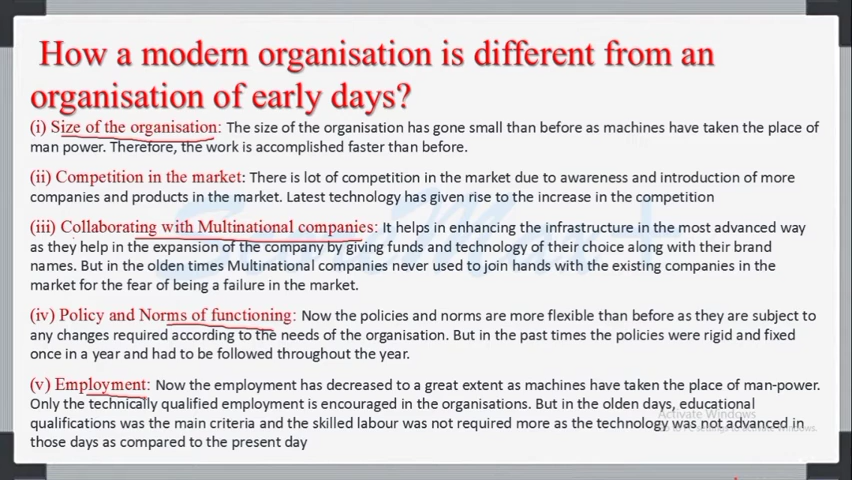 How a modern organisation is different from an
organisation of early days?
(i) Size of the organisation: The size of the organisation has gone small than before as machines have taken the place of
man power. Therefore, the work is accomplished faster than before.
(ii) Competition in the market: There is lot of competition in the market due to awareness and introduction of more
companies and products in the market. Latest technology has given rise to the increase in the competition
(iii) Collaborating with Multinational companies: It helps in enhancing the infrastructure in the most advanced way
as they help in the expansion of the company by giving funds and technology of their choice along with their brand
names. But in the olden times Multinational companies never used to join hands with the existing companies in the
market for the fear of being a failure in the market.
(iv) Policy and Norms of functioning: Now the policies and norms are more flexible than before as they are subject to
any changes required according to the needs of the organisation. But in the past times the policies were rigid and fixed
once in a year and had to be followed throughout the year.
(v) Employment: Now the employment has decreased to a great extent as machines have taken the place of man-power.
Only the technically qualified employment is encouraged in the organisations. But in the olden days, educational
Activate Windows
qualifications was the main criteria and the skilled labour was not required more as the technology was not advanced in
those days as compared to the present day